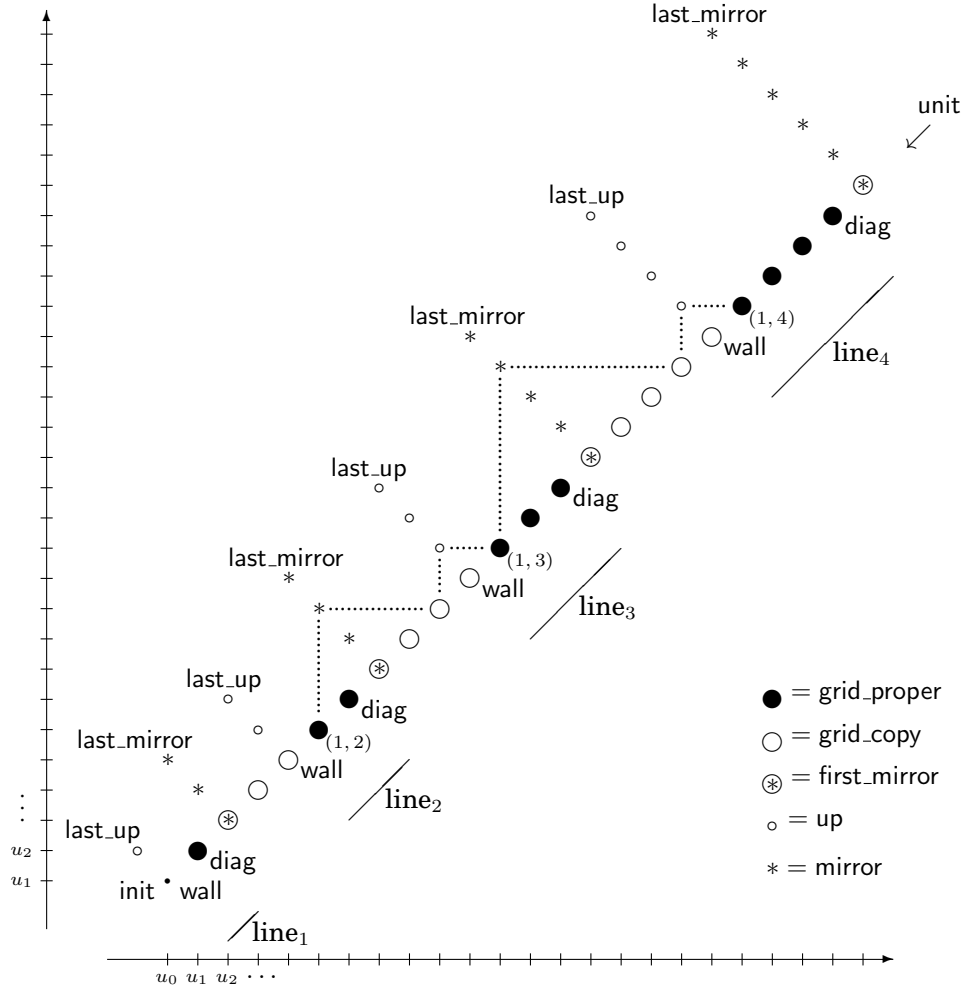 last_mirror
unit
last_up
diag
last_mirror
(1, 4)
wall
line4
last_up
diag
last_mirror
(1, 3)
wall
line3
last_up
diag
= grid_proper
last_mirror
(1, 2)
= grid_copy
wall
= first_mirror
line2
⋮
last_up
= up
u2
diag
= mirror
u1
init
wall
line1
u0 u1 u2 ⋯